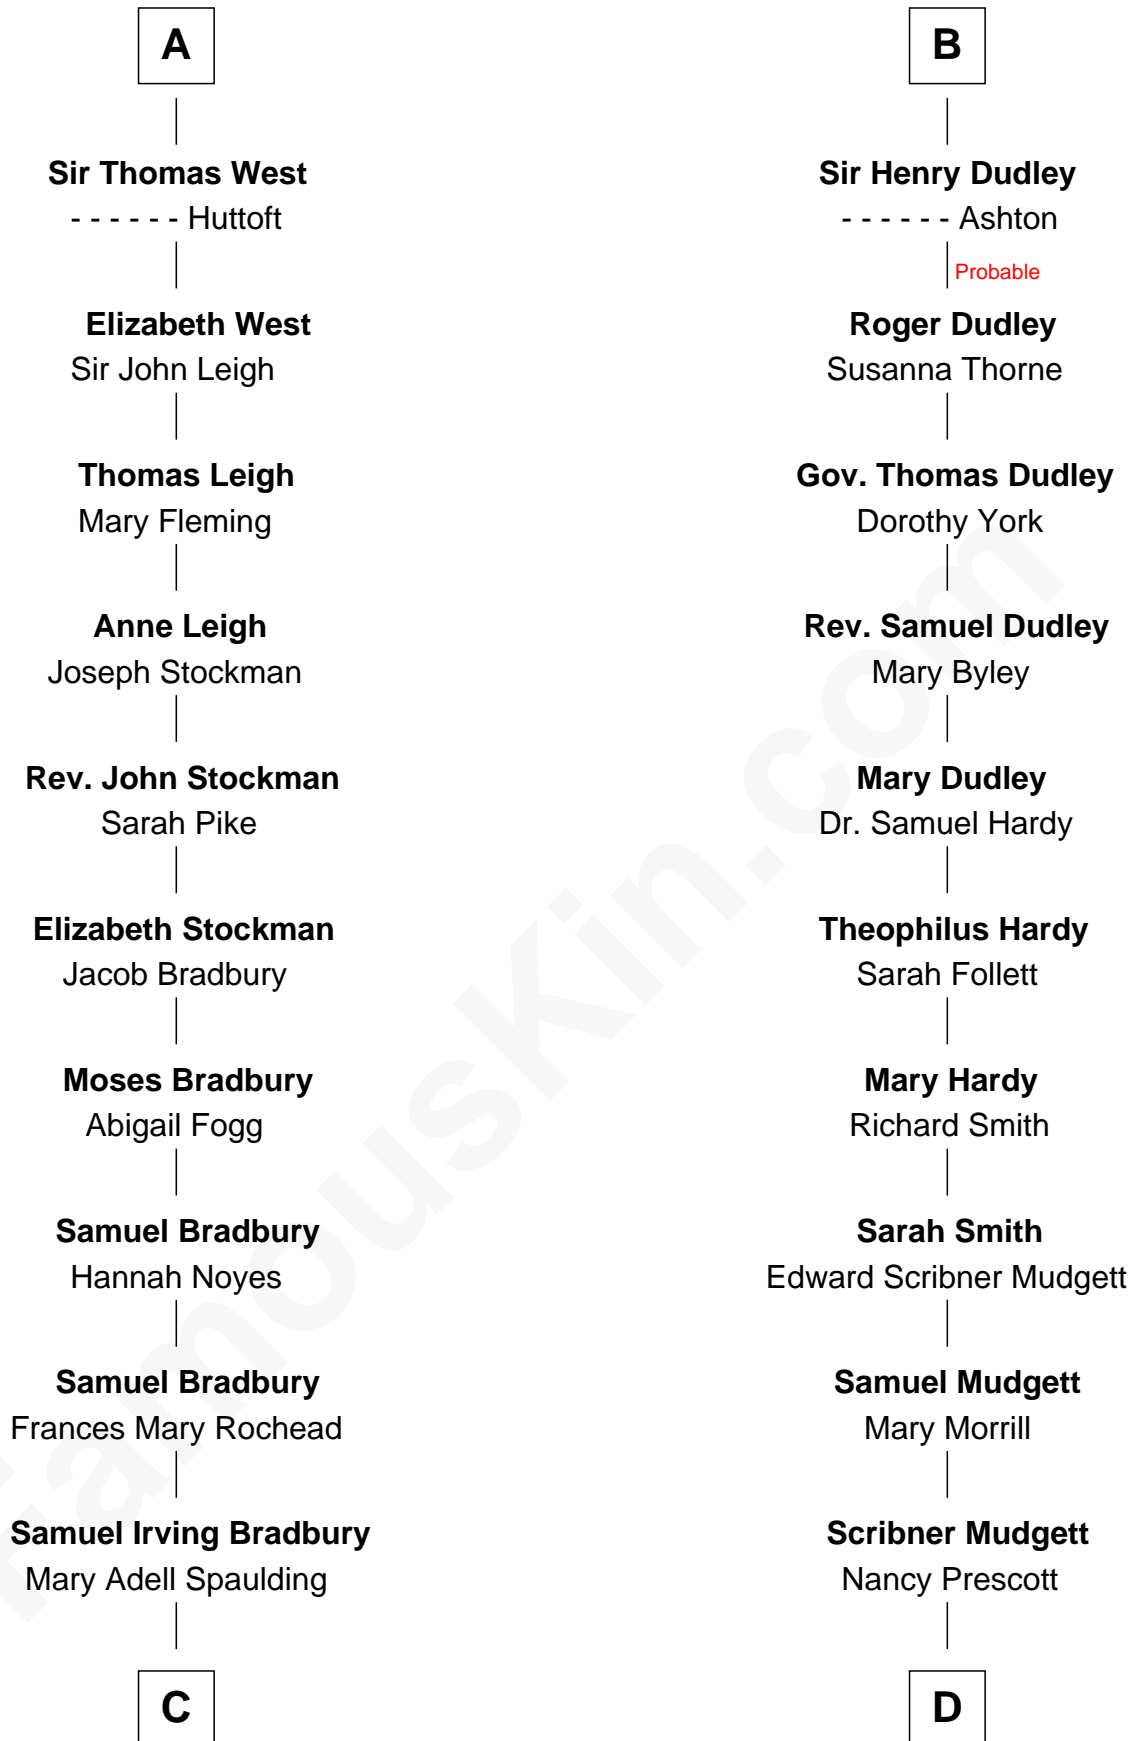 A
Sir Thomas West
- - - - - - Huttoft
Elizabeth West
Sir John Leigh
Thomas Leigh
Mary Fleming
Anne Leigh
Joseph Stockman
Rev. John Stockman
Sarah Pike
Elizabeth Stockman
Jacob Bradbury
Moses Bradbury
Abigail Fogg
Samuel Bradbury
Hannah Noyes
Samuel Bradbury
Frances Mary Rochead
Samuel Irving Bradbury
Mary Adell Spaulding
C
B
Sir Henry Dudley
- - - - - - Ashton
Probable
Roger Dudley
Susanna Thorne
Gov. Thomas Dudley
Dorothy York
Rev. Samuel Dudley
Mary Byley
Mary Dudley
Dr. Samuel Hardy
Theophilus Hardy
Sarah Follett
Mary Hardy
Richard Smith
Sarah Smith
Edward Scribner Mudgett
Samuel Mudgett
Mary Morrill
Scribner Mudgett
Nancy Prescott
D
FamousKin.com